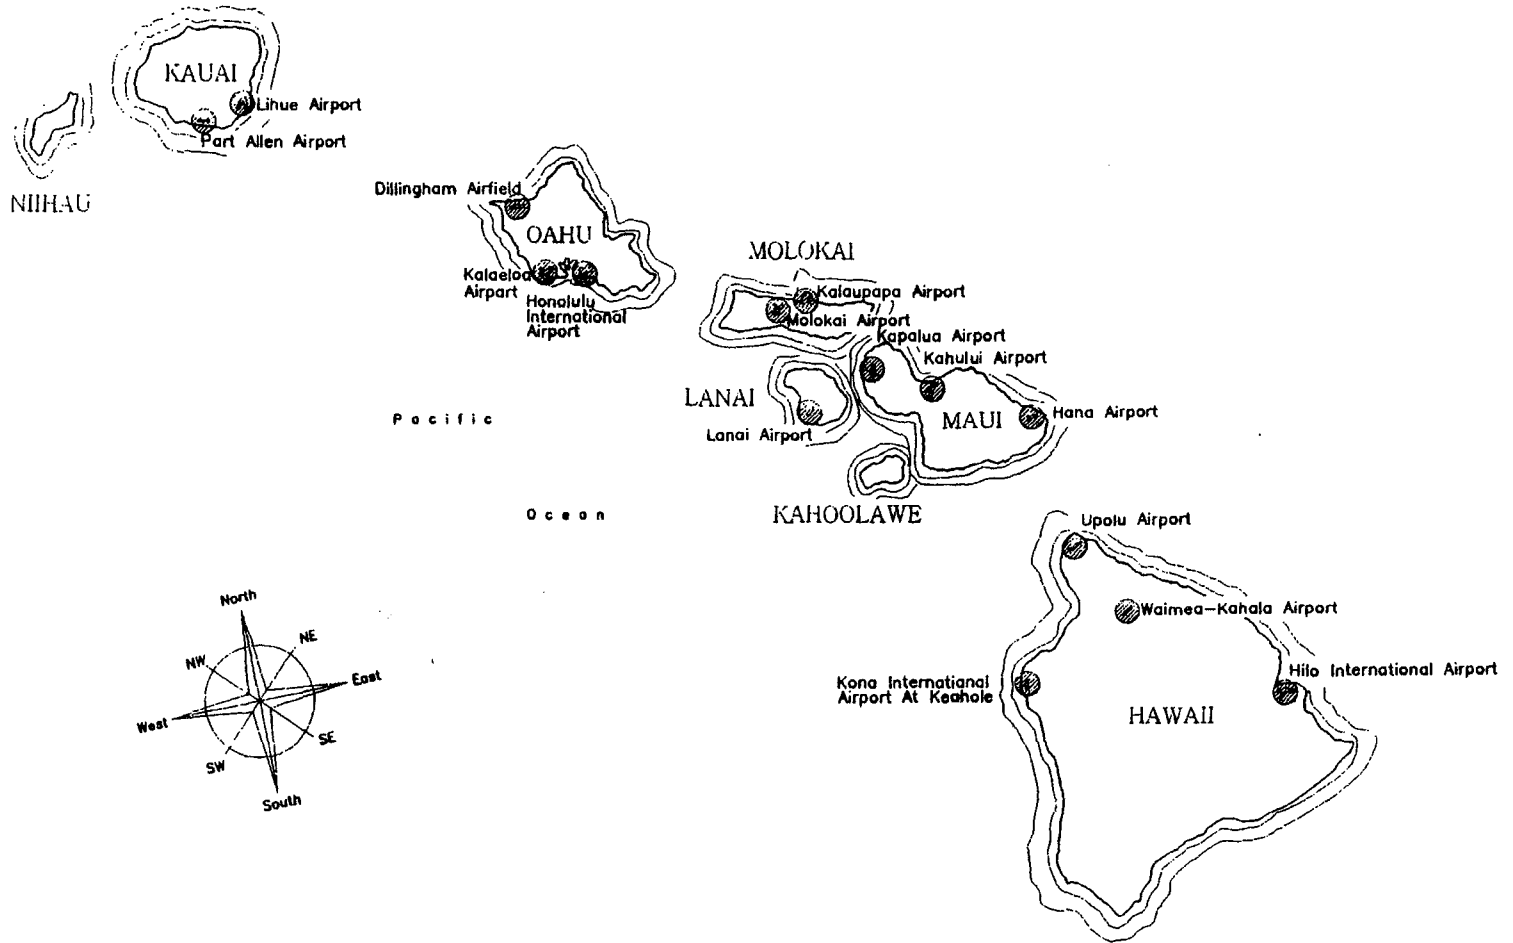 KAUAI
Lihue Airport
Part Allen Airport
NIIHAU
Dillingham Airfield
OAHU
Kalaeloa
Airpart
Honolulu
International
Airport
MOLOKAI
Kalaupapa Airport
Molokai Airport
Kapalua Airport
Kahului Airport
LANAI
Lanai Airport
MAUI
Hana Airport
Pacific
Ocean
KAHOOLAWE
Upolu Airport
Waimea-Kahala Airport
Kona Internatianal
Airport At Keahole
Hilo International Airport
HAWAII
North
NW
NE
West
East
SW
SE
South